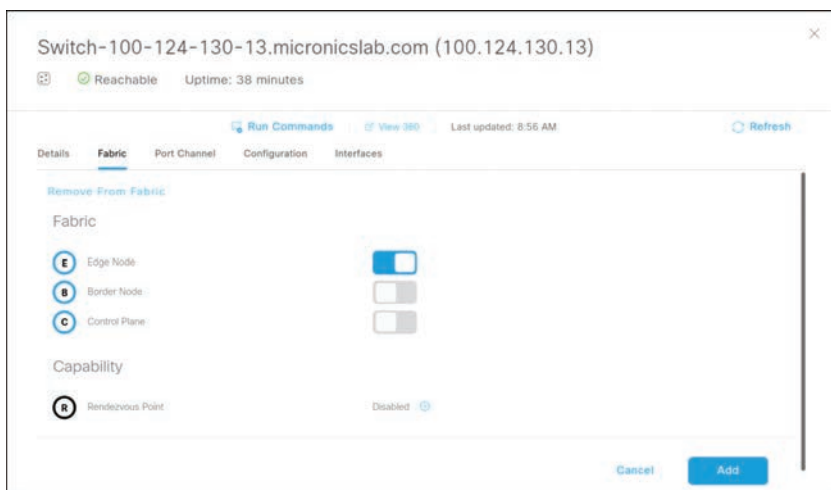 Switch-100-124-130-13.micronicslab.com (100.124.130.13)
Reachable Uptime: 38 minutes
Run Commands View 360 Last updated: 8:56 AM Refresh
Details Fabric Port Channel Configuration Interfaces
Remove From Fabric
Fabric
E Edge Node
B Border Node
C Control Plane
Capability
R Rendezvous Point Disabled
Cancel Add